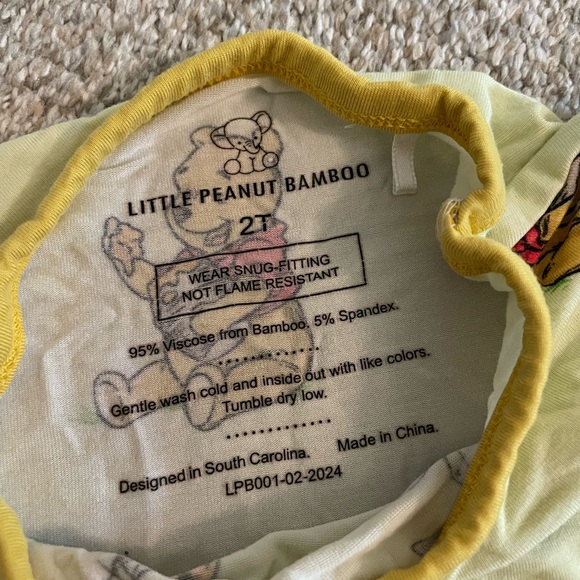 LITTLE PEANUT BAMBOO
2T
WEAR SNUG-FITTING
NOT FLAME RESISTANT
95% Viscose from Bamboo. 5% Spandex.
.............
Gentle wash cold and inside out with like colors.
Tumble dry low.
.............
Designed in South Carolina. Made in China.
LPB001-02-2024